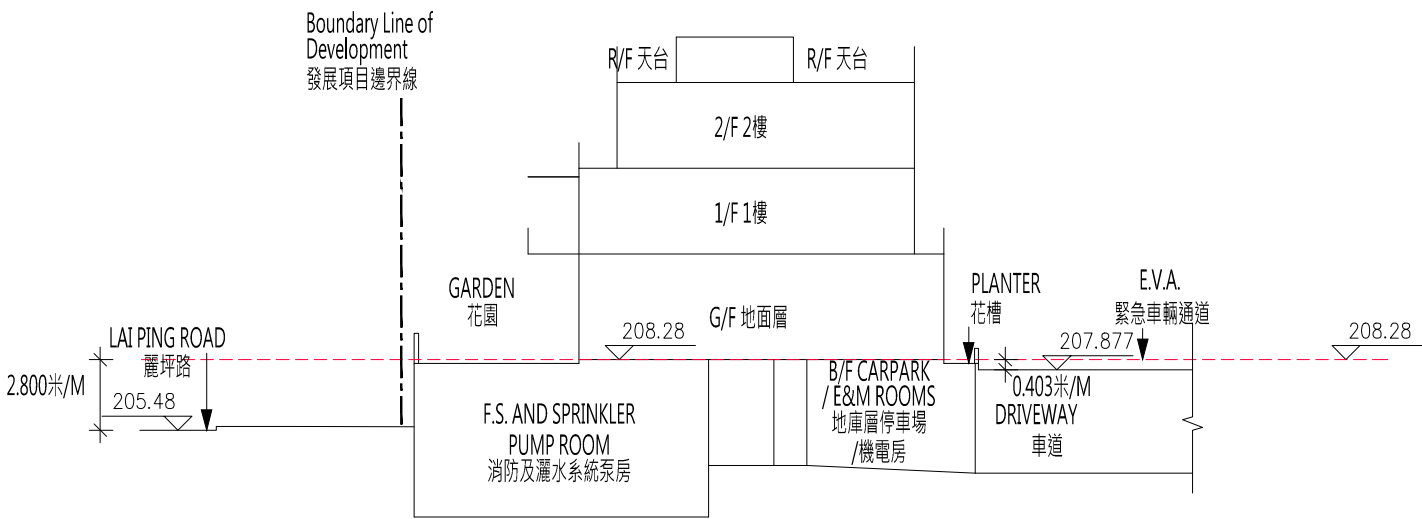 Boundary Line of
Development
發展項目邊界線
R/F 天台
R/F 天台
2/F 2樓
1/F 1樓
GARDEN
花園
G/F 地面層
PLANTER
花槽
E.V.A.
緊急車輛通道
LAI PING ROAD
麗坪路
208.28
207.877
208.28
2.800米/M
205.48
0.403米/M
F.S. AND SPRINKLER
PUMP ROOM
消防及灑水系統泵房
B/F CARPARK
/ E&M ROOMS
地庫層停車場
/機電房
DRIVEWAY
車道